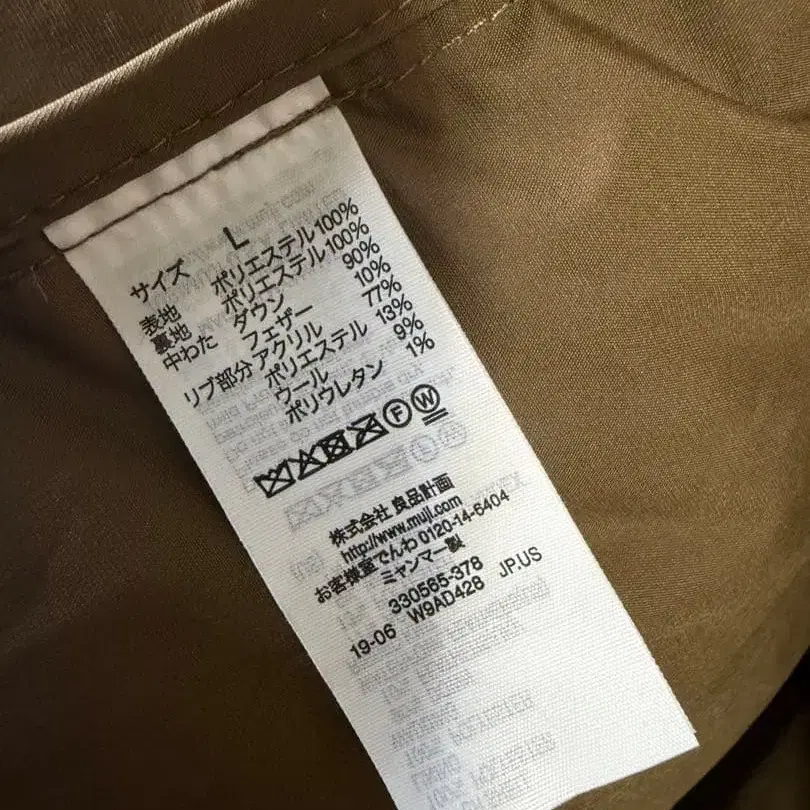 サイズ L
表地 ポリエステル100%
裏地 ポリエステル100%
中わた ダウン 90%
フェザー 10%
リブ部分 アクリル 77%
ポリエステル 13%
ウール 9%
ポリウレタン 1%
F W
株式会社 良品計画
http://www.muji.com
お客様室でんわ 0120-14-6404
ミャンマー製
330565-378
19-06 W9AD428 JP.US